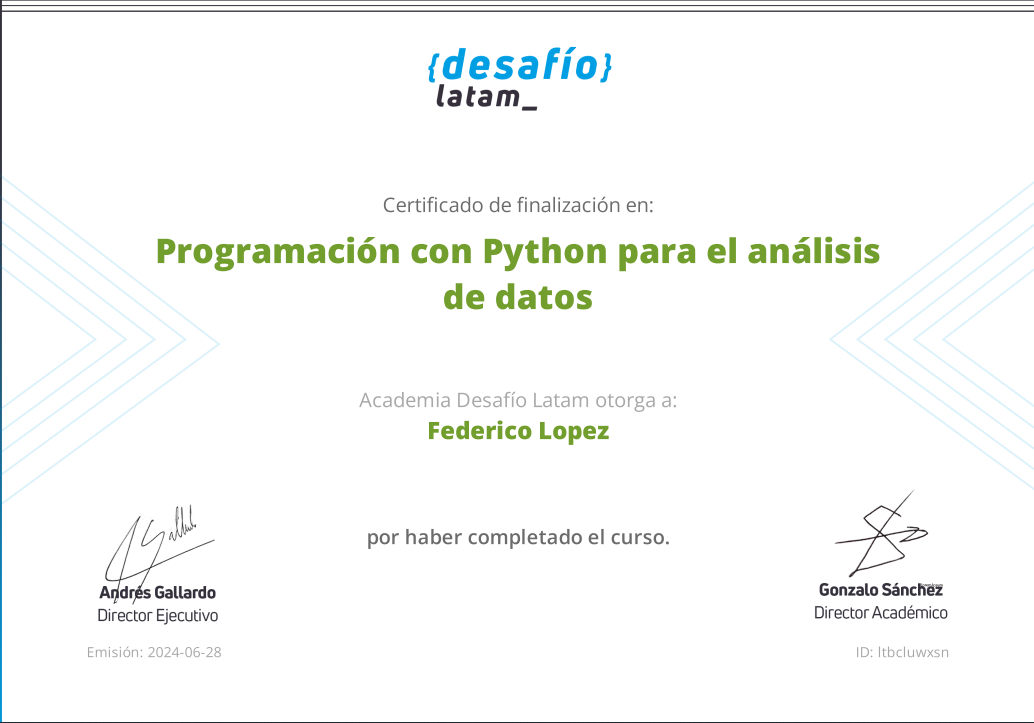 {desafío}
latam_
Certificado de finalización en:
Programación con Python para el análisis
de datos
Academia Desafío Latam otorga a:
Federico Lopez
por haber completado el curso.
Andrés Gallardo
Director Ejecutivo
Gonzalo Sánchez
Director Académico
Emisión: 2024-06-28
ID: ltbcluwxsn